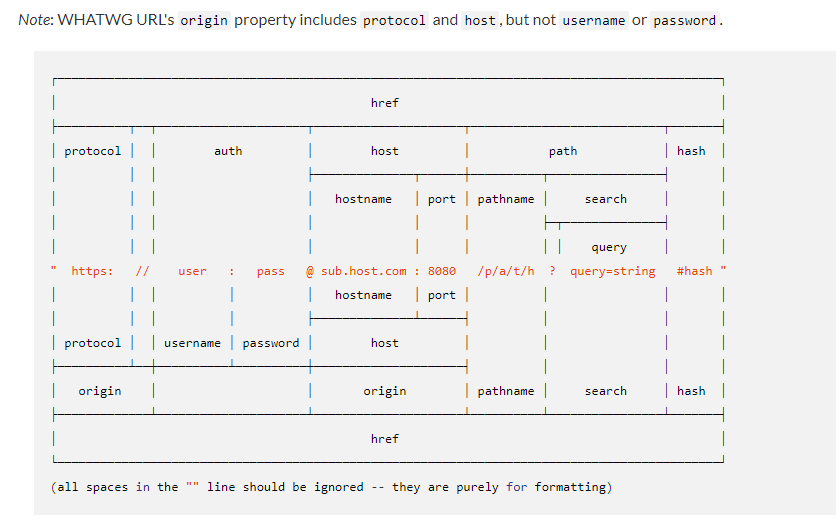 Note: WHATWG URL's origin property includes protocol and host, but not username or password.
href
protocol auth host path hash
hostname port pathname search
query
" https: // user : pass @ sub.host.com : 8080 /p/a/t/h ? query=string #hash "
hostname port
protocol username password host
origin origin pathname search hash
href
(all spaces in the "" line should be ignored -- they are purely for formatting)